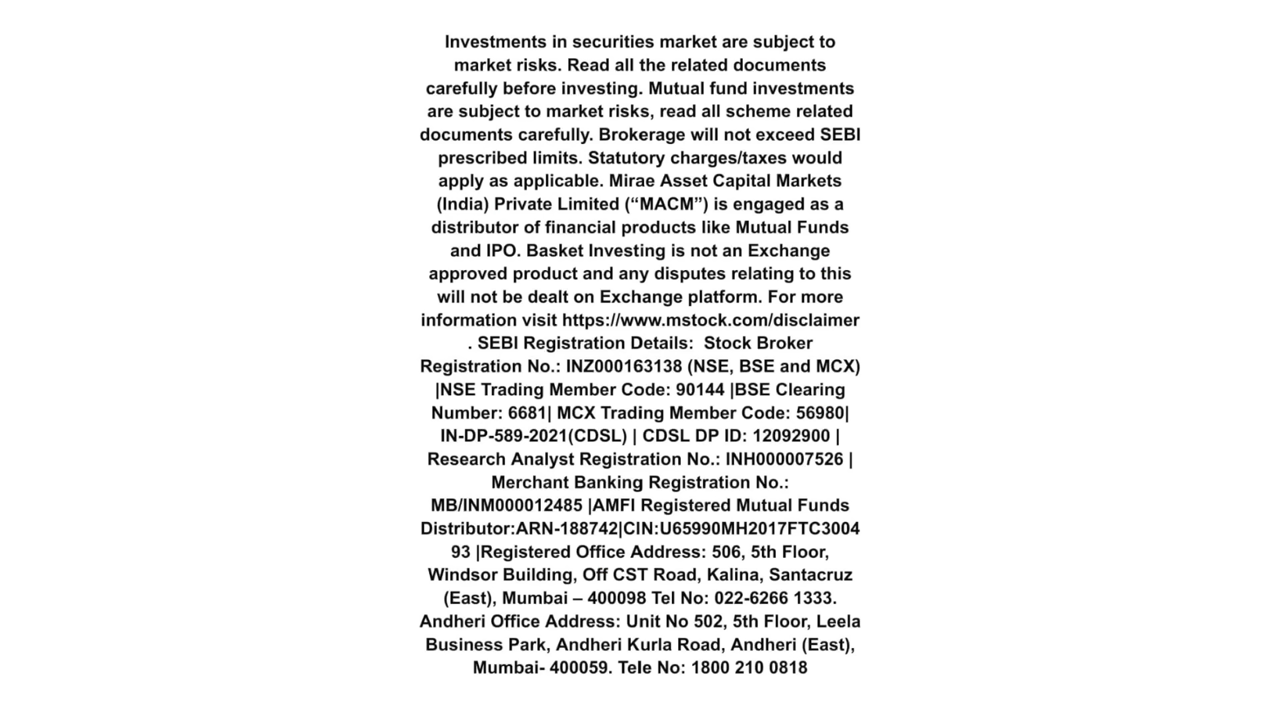 Investments in securities market are subject to
market risks. Read all the related documents
carefully before investing. Mutual fund investments
are subject to market risks, read all scheme related
documents carefully. Brokerage will not exceed SEBI
prescribed limits. Statutory charges/taxes would
apply as applicable. Mirae Asset Capital Markets
(India) Private Limited (“MACM”) is engaged as a
distributor of financial products like Mutual Funds
and IPO. Basket Investing is not an Exchange
approved product and any disputes relating to this
will not be dealt on Exchange platform. For more
information visit https://www.mstock.com/disclaimer
. SEBI Registration Details:  Stock Broker
Registration No.: INZ000163138 (NSE, BSE and MCX)
|NSE Trading Member Code: 90144 |BSE Clearing
Number: 6681| MCX Trading Member Code: 56980|
IN-DP-589-2021(CDSL) | CDSL DP ID: 12092900 |
Research Analyst Registration No.: INH000007526 |
Merchant Banking Registration No.:
MB/INM000012485 |AMFI Registered Mutual Funds
Distributor:ARN-188742|CIN:U65990MH2017FTC3004
93 |Registered Office Address: 506, 5th Floor,
Windsor Building, Off CST Road, Kalina, Santacruz
(East), Mumbai – 400098 Tel No: 022-6266 1333.
Andheri Office Address: Unit No 502, 5th Floor, Leela
Business Park, Andheri Kurla Road, Andheri (East),
Mumbai- 400059. Tele No: 1800 210 0818